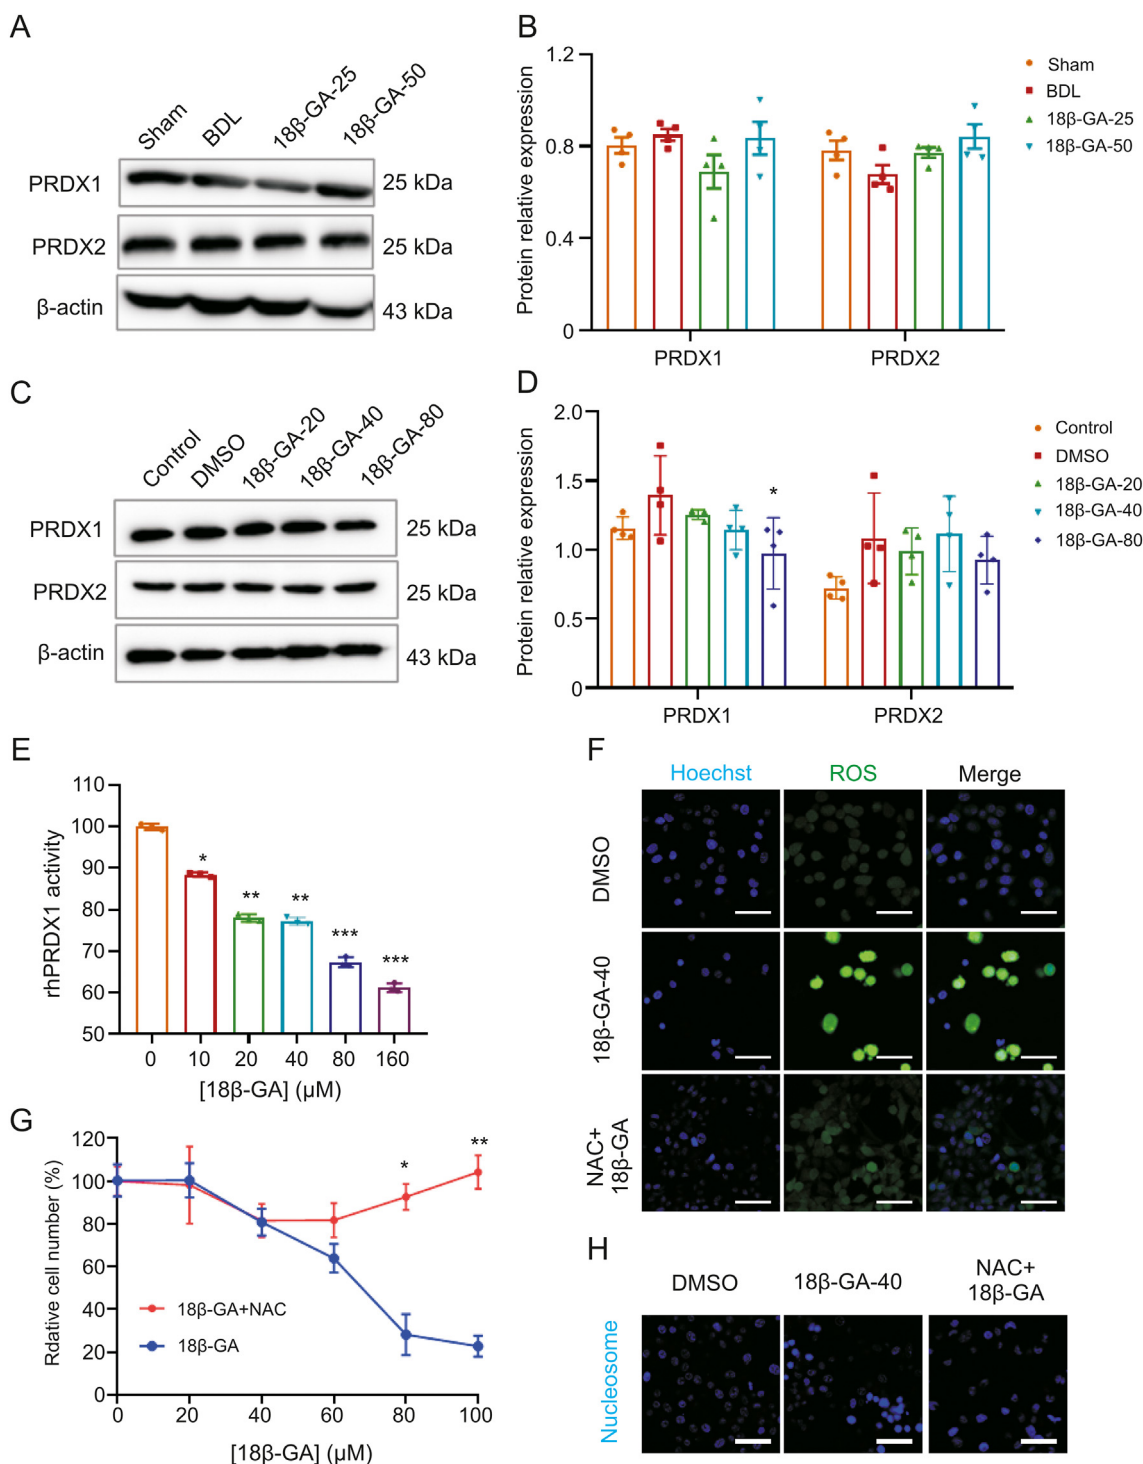 A
Sham
BDL
18β-GA-25
18β-GA-50
PRDX1
25 kDa
PRDX2
25 kDa
β-actin
43 kDa
B
Protein relative expression
1.2
0.8
0.4
0
PRDX1
PRDX2
Sham
BDL
18β-GA-25
18β-GA-50
C
Control
DMSO
18β-GA-20
18β-GA-40
18β-GA-80
PRDX1
25 kDa
PRDX2
25 kDa
β-actin
43 kDa
D
Protein relative expression
2.0
1.5
1.0
0.5
0
*
PRDX1
PRDX2
Control
DMSO
18β-GA-20
18β-GA-40
18β-GA-80
E
rhPRDX1 activity
110
100
90
80
70
60
50
*
**
**
***
***
0 10 20 40 80 160
[18β-GA] (μM)
F
Hoechst ROS Merge
DMSO
18β-GA-40
NAC+
18β-GA
G
Rdlative cell number (%)
120
100
80
60
40
20
0
*
**
18β-GA+NAC
18β-GA
0 20 40 60 80 100
[18β-GA] (μM)
H
DMSO
18β-GA-40
NAC+
18β-GA
Nucleosome